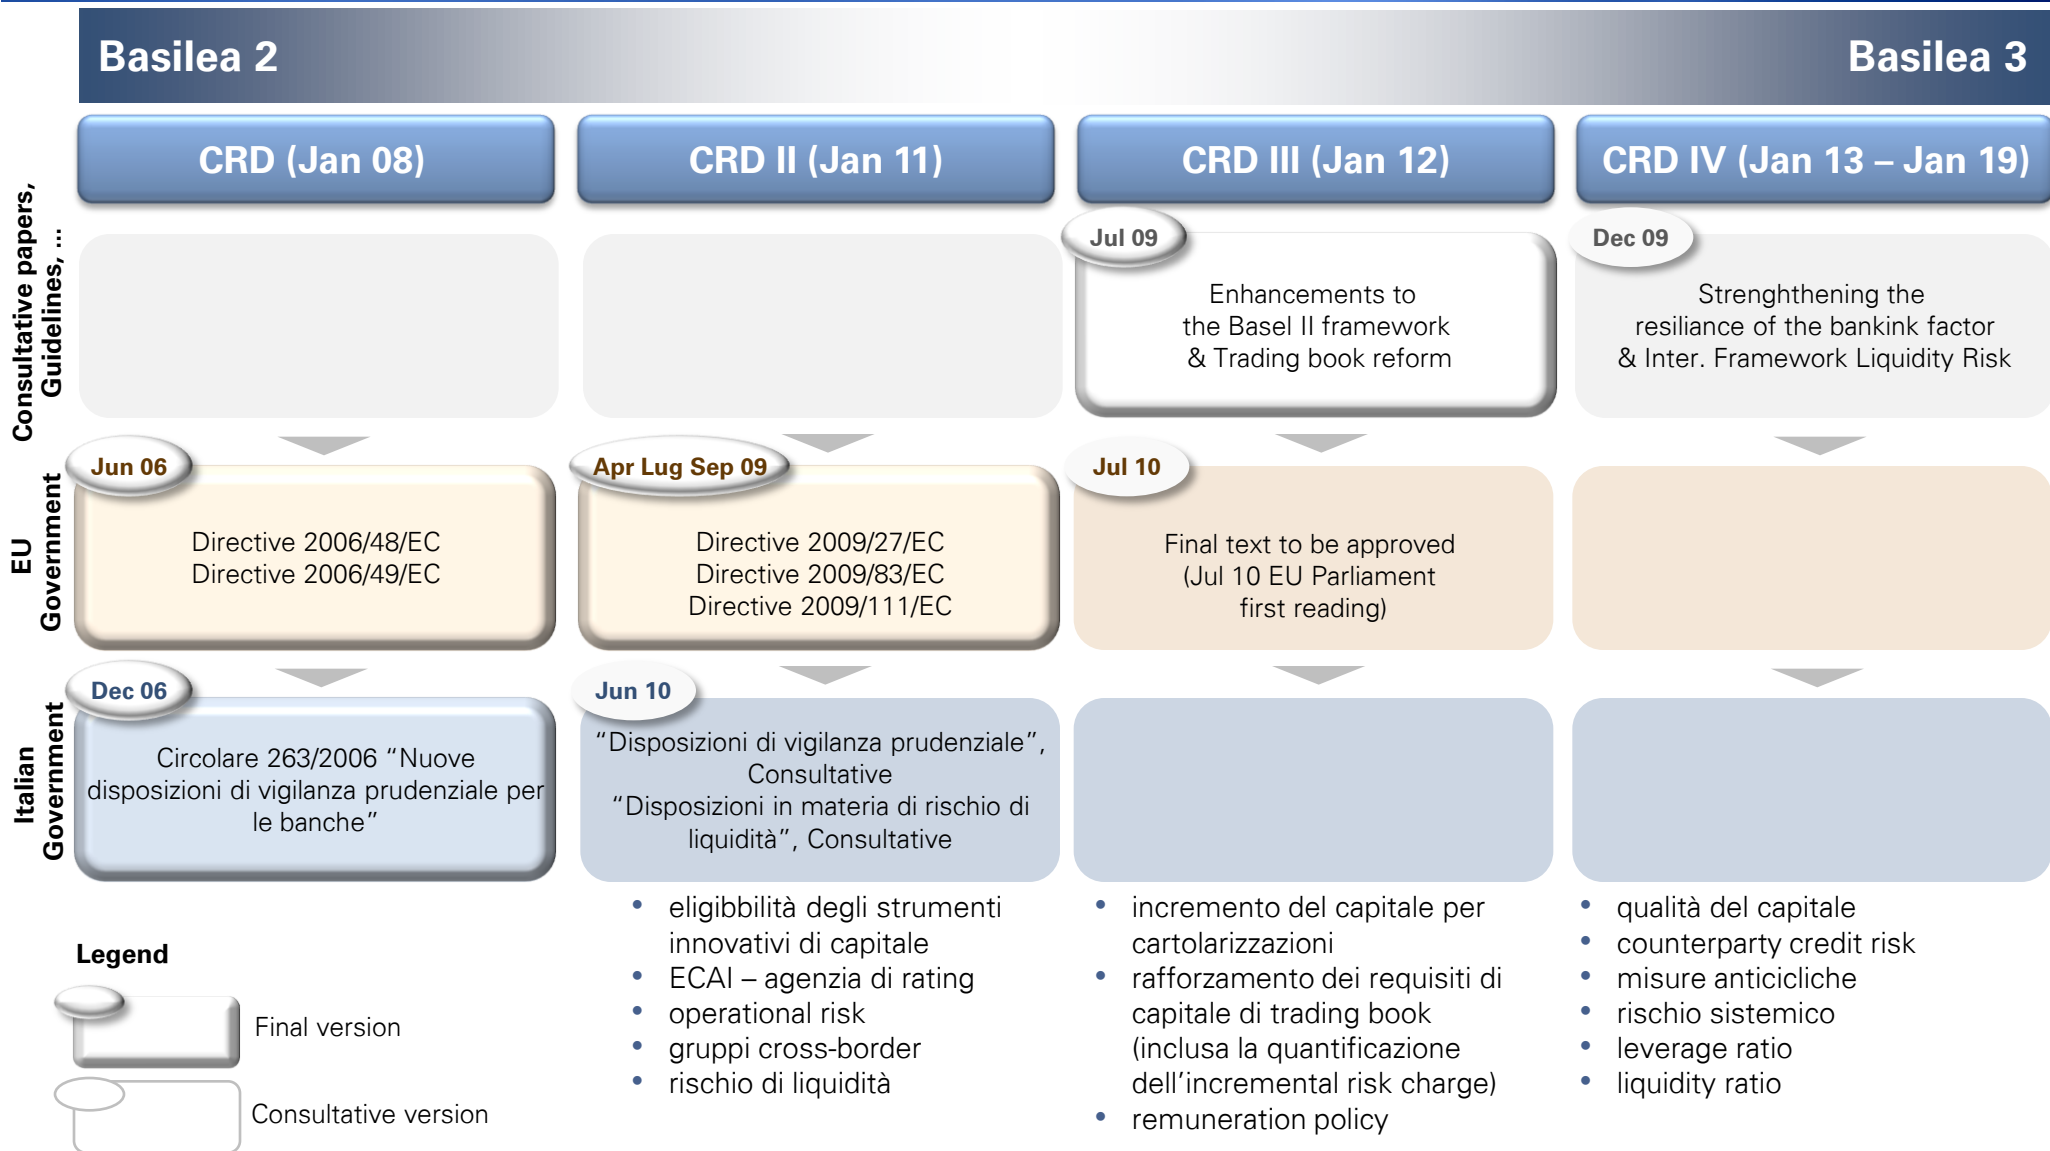 Basilea 2
Basilea 3
CRD (Jan 08)
CRD II (Jan 11)
CRD III (Jan 12)
CRD IV (Jan 13 – Jan 19)
Consultative papers,
Guidelines, ...
Jul 09
Enhancements to
the Basel II framework
& Trading book reform
Dec 09
Strenghthening the
resiliance of the bankink factor
& Inter. Framework Liquidity Risk
EU
Government
Jun 06
Directive 2006/48/EC
Directive 2006/49/EC
Apr Lug Sep 09
Directive 2009/27/EC
Directive 2009/83/EC
Directive 2009/111/EC
Jul 10
Final text to be approved
(Jul 10 EU Parliament
first reading)
Italian
Government
Dec 06
Circolare 263/2006 “Nuove
disposizioni di vigilanza prudenziale per
le banche”
Jun 10
“Disposizioni di vigilanza prudenziale”,
Consultative
“Disposizioni in materia di rischio di
liquidità”, Consultative
• eligibbilità degli strumenti
innovativi di capitale
• ECAI – agenzia di rating
• operational risk
• gruppi cross-border
• rischio di liquidità
• incremento del capitale per
cartolarizzazioni
• rafforzamento dei requisiti di
capitale di trading book
(inclusa la quantificazione
dell’incremental risk charge)
• remuneration policy
• qualità del capitale
• counterparty credit risk
• misure anticicliche
• rischio sistemico
• leverage ratio
• liquidity ratio
Legend
Final version
Consultative version